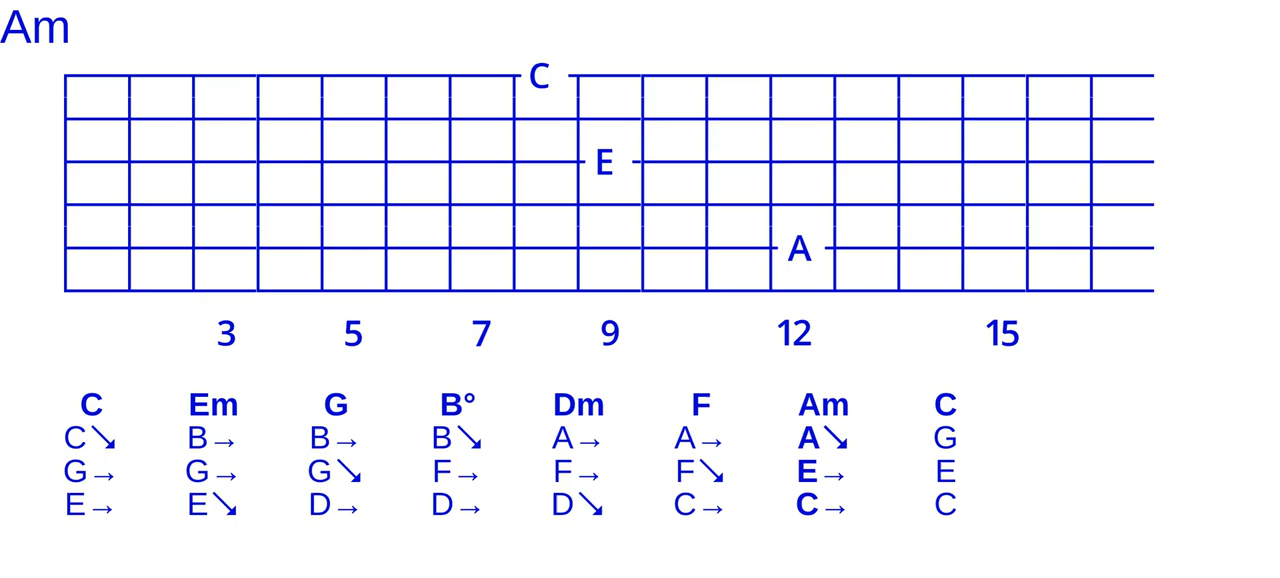 Am
C
E
A
3 5 7 9 12 15
C Em G B° Dm F Am C
C↘ B→ B→ B↘ A→ A→ A↘ G
G→ G→ G↘ F→ F→ F↘ E→ E
E→ E↘ D→ D→ D↘ C→ C→ C